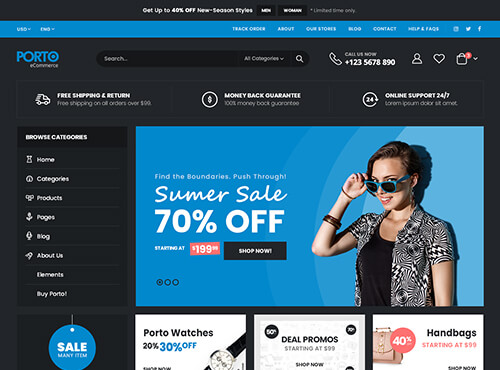 Get Up to 40% OFF New-Season Styles MEN WOMAN * Limited time only.
USD ENG TRACK ORDER ABOUT OUR STORES BLOG CONTACT HELP & FAQS
PORTO
eCommerce
Search... All Categories
CALL US NOW
+123 5678 890
FREE SHIPPING & RETURN
Free shipping on all orders over $99.
MONEY BACK GUARANTEE
100% money back guarantee
ONLINE SUPPORT 24/7
Lorem ipsum dolor sit amet.
BROWSE CATEGORIES
Home
Categories
Products
Pages
Blog
About Us
Elements
Buy Porto!
Find the Boundaries. Push Through!
Sumer Sale
70% OFF
STARTING AT $199.99
SHOP NOW!
SALE
MANY ITEM
Porto Watches
20% 30% OFF
SHOP NOW
50%
70%
DEAL PROMOS
STARTING AT $99
40%
OFF
Handbags
STARTING AT $99
SHOP NOW